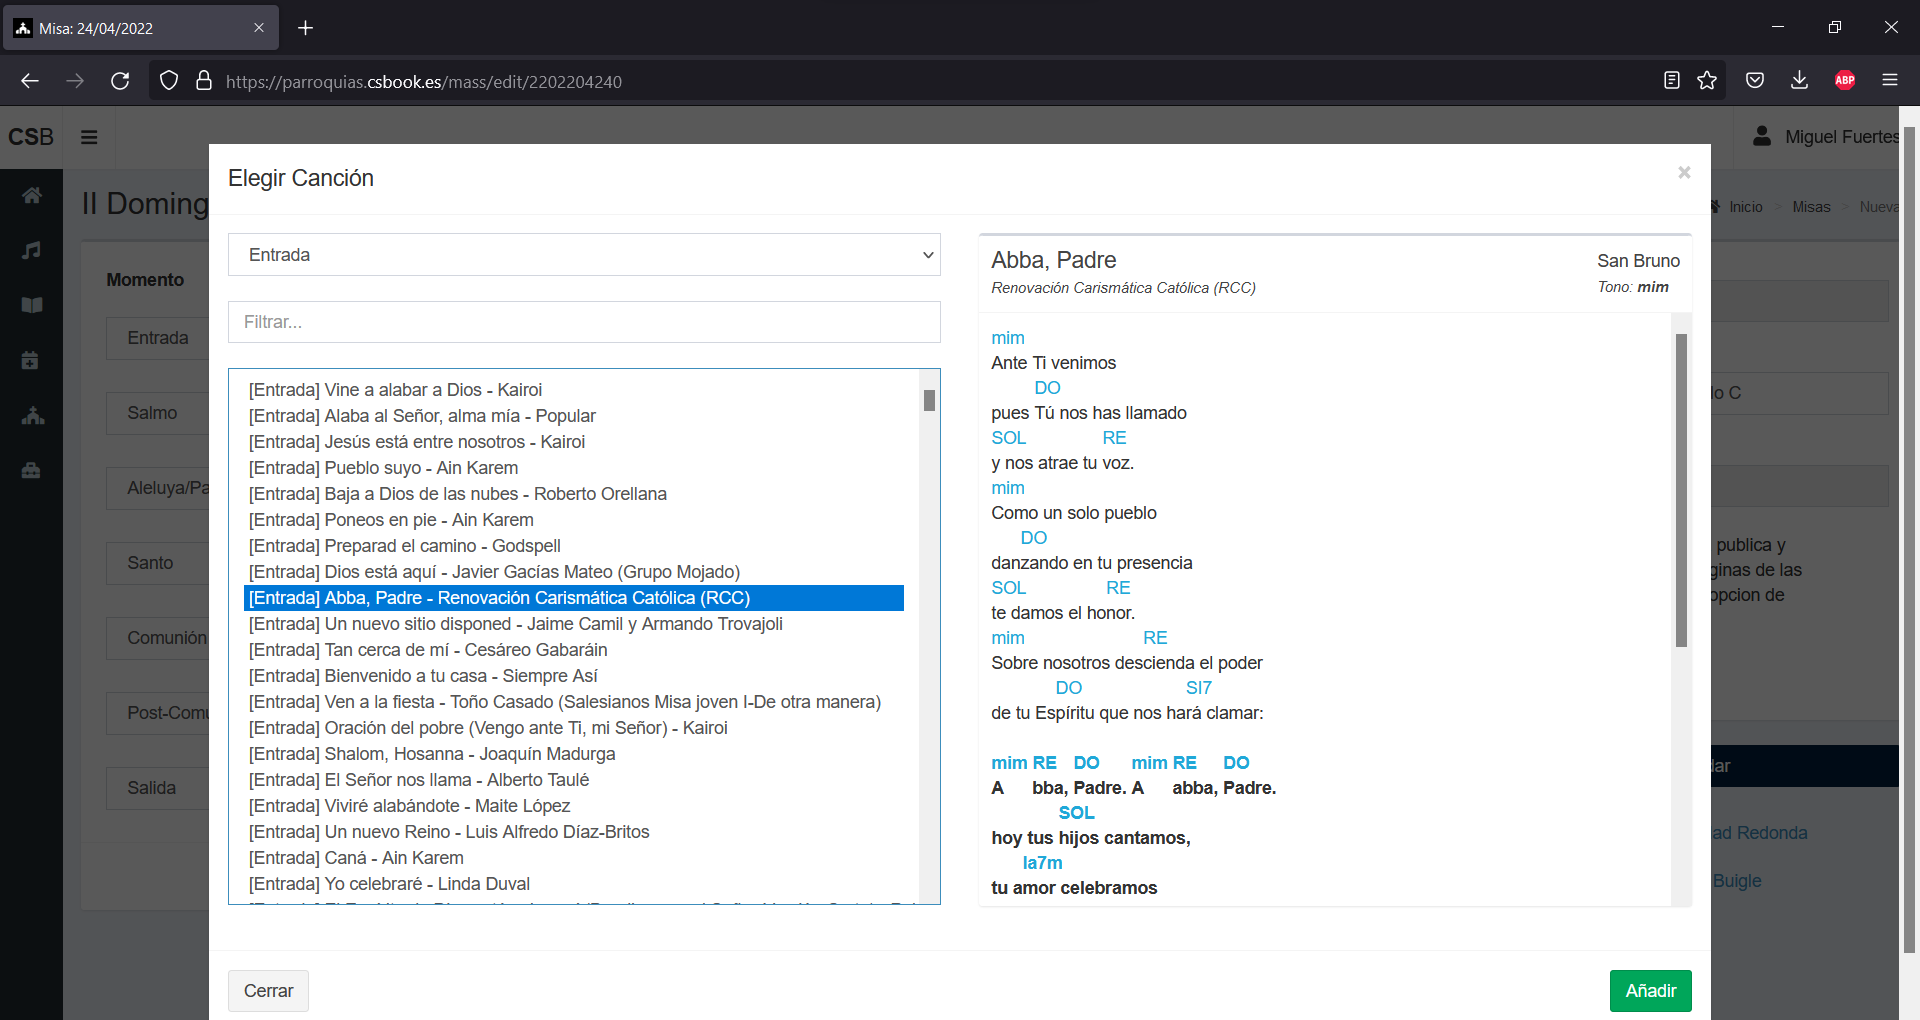 Misa: 24/04/2022
https://parroquias.csbook.es/mass/edit/2202204240
ABP
CSB
Miguel Fuertes
II Doming
Inicio > Misas > Nueva
Momento
Entrada
Salmo
Aleluya/Pa
Santo
Comunión
Post-Comu
Salida
Elegir Canción
×
Entrada
Filtrar...
[Entrada] Vine a alabar a Dios - Kairoi
[Entrada] Alaba al Señor, alma mía - Popular
[Entrada] Jesús está entre nosotros - Kairoi
[Entrada] Pueblo suyo - Ain Karem
[Entrada] Baja a Dios de las nubes - Roberto Orellana
[Entrada] Poneos en pie - Ain Karem
[Entrada] Preparad el camino - Godspell
[Entrada] Dios está aquí - Javier Gacías Mateo (Grupo Mojado)
[Entrada] Abba, Padre - Renovación Carismática Católica (RCC)
[Entrada] Un nuevo sitio disponed - Jaime Camil y Armando Trovajoli
[Entrada] Tan cerca de mí - Cesáreo Gabaráin
[Entrada] Bienvenido a tu casa - Siempre Así
[Entrada] Ven a la fiesta - Toño Casado (Salesianos Misa joven I-De otra manera)
[Entrada] Oración del pobre (Vengo ante Ti, mi Señor) - Kairoi
[Entrada] Shalom, Hosanna - Joaquín Madurga
[Entrada] El Señor nos llama - Alberto Taulé
[Entrada] Viviré alabándote - Maite López
[Entrada] Un nuevo Reino - Luis Alfredo Díaz-Britos
[Entrada] Caná - Ain Karem
[Entrada] Yo celebraré - Linda Duval
Abba, Padre
San Bruno
Renovación Carismática Católica (RCC)
Tono: mim
mim
Ante Ti venimos
DO
pues Tú nos has llamado
SOL RE
y nos atrae tu voz.
mim
Como un solo pueblo
DO
danzando en tu presencia
SOL RE
te damos el honor.
mim RE
Sobre nosotros descienda el poder
DO SI7
de tu Espíritu que nos hará clamar:
mim RE DO mim RE DO
A bba, Padre. A abba, Padre.
SOL
hoy tus hijos cantamos,
la7m
tu amor celebramos
lo C
publica y
ginas de las
opcion de
dar
ad Redonda
Buigle
Cerrar
Añadir